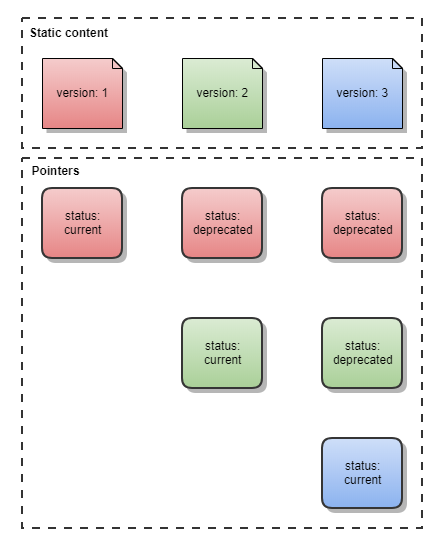 Static content
version: 1
version: 2
version: 3
Pointers
status:
current
status:
deprecated
status:
deprecated
status:
current
status:
deprecated
status:
current